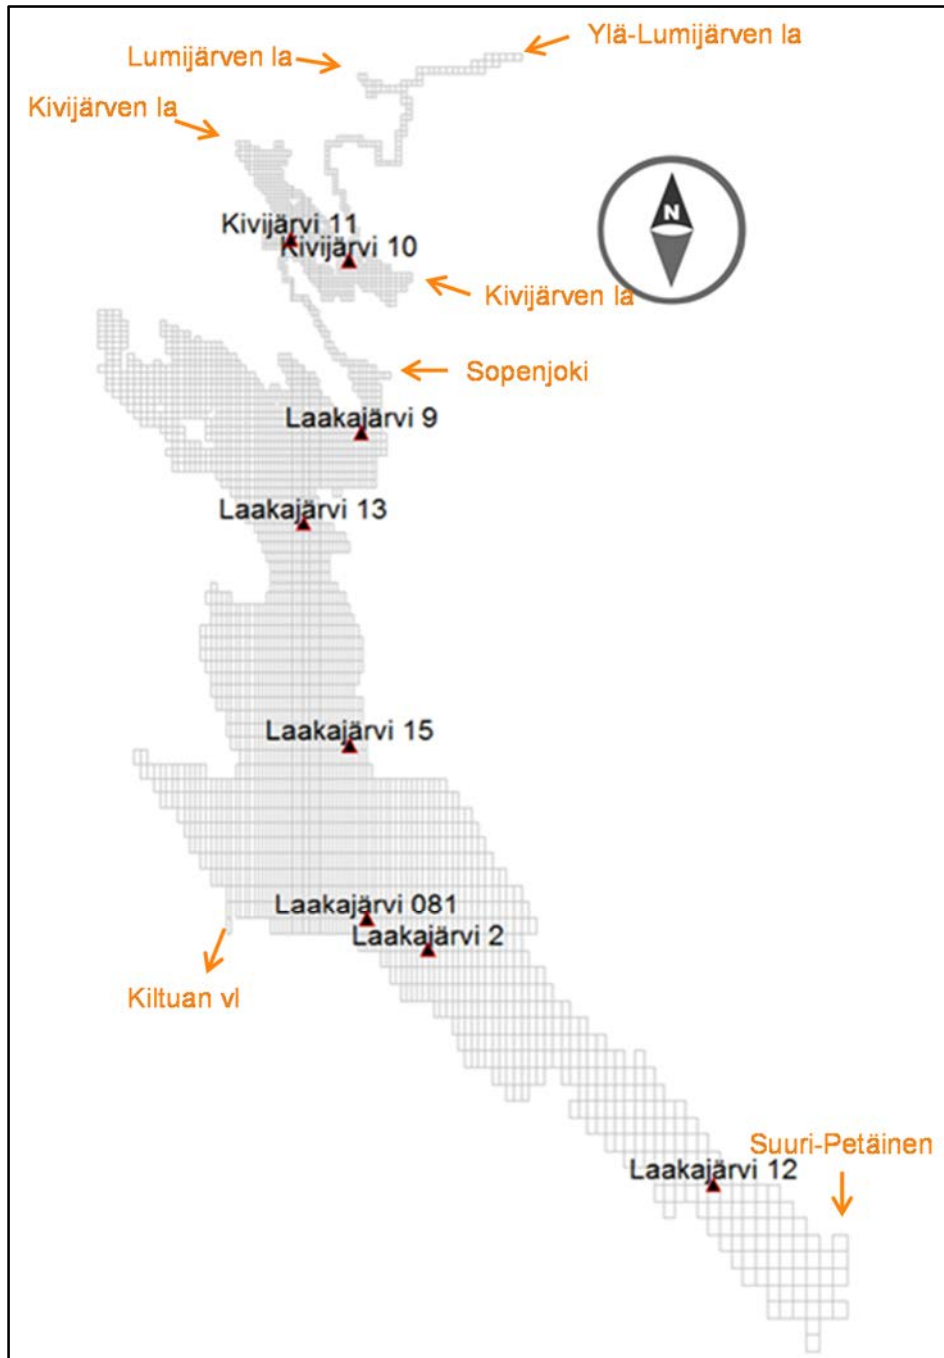 Ylä-Lumijärven la
Lumijärven la
Kivijärven la
N
Kivijärvi 11
Kivijärvi 10
Kivijärven la
Sopenjoki
Laakajärvi 9
Laakajärvi 13
Laakajärvi 15
Laakajärvi 081
Laakajärvi 2
Kiltuan vl
Suuri-Petäinen
Laakajärvi 12